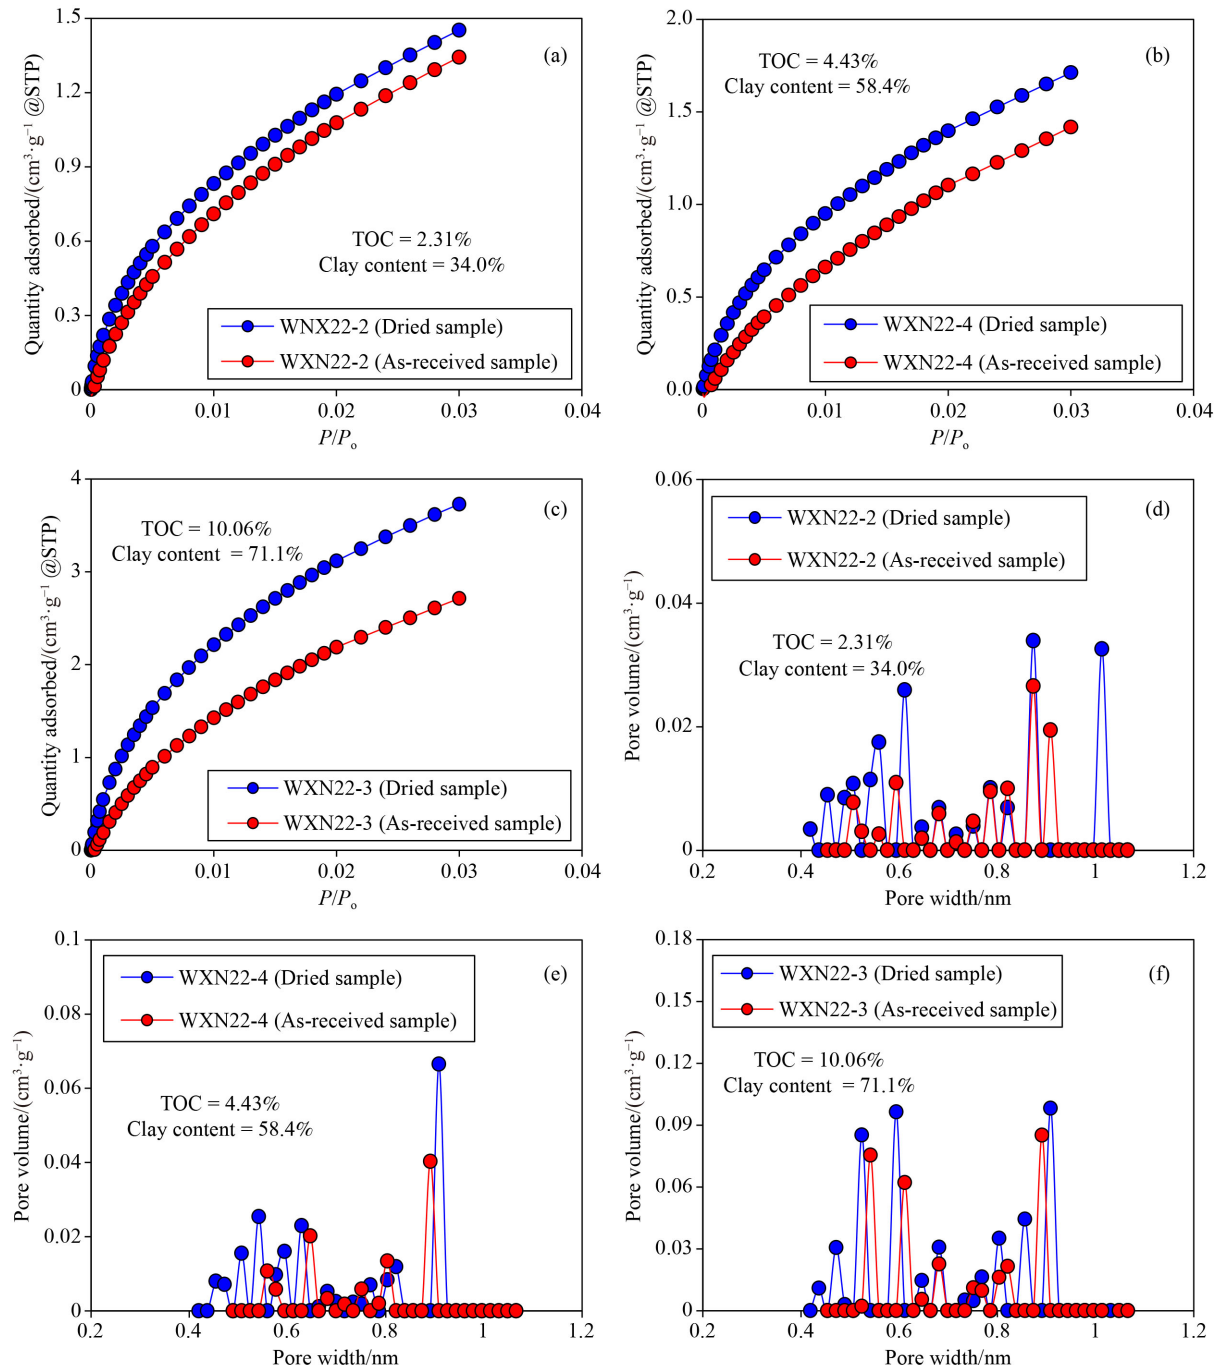 1.5
1.2
0.9
0.6
0.3
0
0
0.01
0.02
0.03
0.04
Quantity adsorbed/(cm³·g⁻¹ @STP)
P/Pₒ
(a)
TOC = 2.31%
Clay content = 34.0%
WNX22-2 (Dried sample)
WXN22-2 (As-received sample)
2.0
1.5
1.0
0.5
0.0
0
0.01
0.02
0.03
0.04
Quantity adsorbed/(cm³·g⁻¹ @STP)
P/Pₒ
(b)
TOC = 4.43%
Clay content = 58.4%
WXN22-4 (Dried sample)
WXN22-4 (As-received sample)
4
3
2
1
0
0
0.01
0.02
0.03
0.04
Quantity adsorbed/(cm³·g⁻¹ @STP)
P/Pₒ
(c)
TOC = 10.06%
Clay content = 71.1%
WXN22-3 (Dried sample)
WXN22-3 (As-received sample)
0.06
0.04
0.02
0
0.2
0.4
0.6
0.8
1
1.2
Pore volume/(cm³·g⁻¹)
Pore width/nm
(d)
WXN22-2 (Dried sample)
WXN22-2 (As-received sample)
TOC = 2.31%
Clay content = 34.0%
0.1
0.08
0.06
0.04
0.02
0
0.2
0.4
0.6
0.8
1
1.2
Pore volume/(cm³·g⁻¹)
Pore width/nm
(e)
WXN22-4 (Dried sample)
WXN22-4 (As-received sample)
TOC = 4.43%
Clay content = 58.4%
0.18
0.15
0.12
0.09
0.06
0.03
0
0.2
0.4
0.6
0.8
1
1.2
Pore volume/(cm³·g⁻¹)
Pore width/nm
(f)
WXN22-3 (Dried sample)
WXN22-3 (As-received sample)
TOC = 10.06%
Clay content = 71.1%